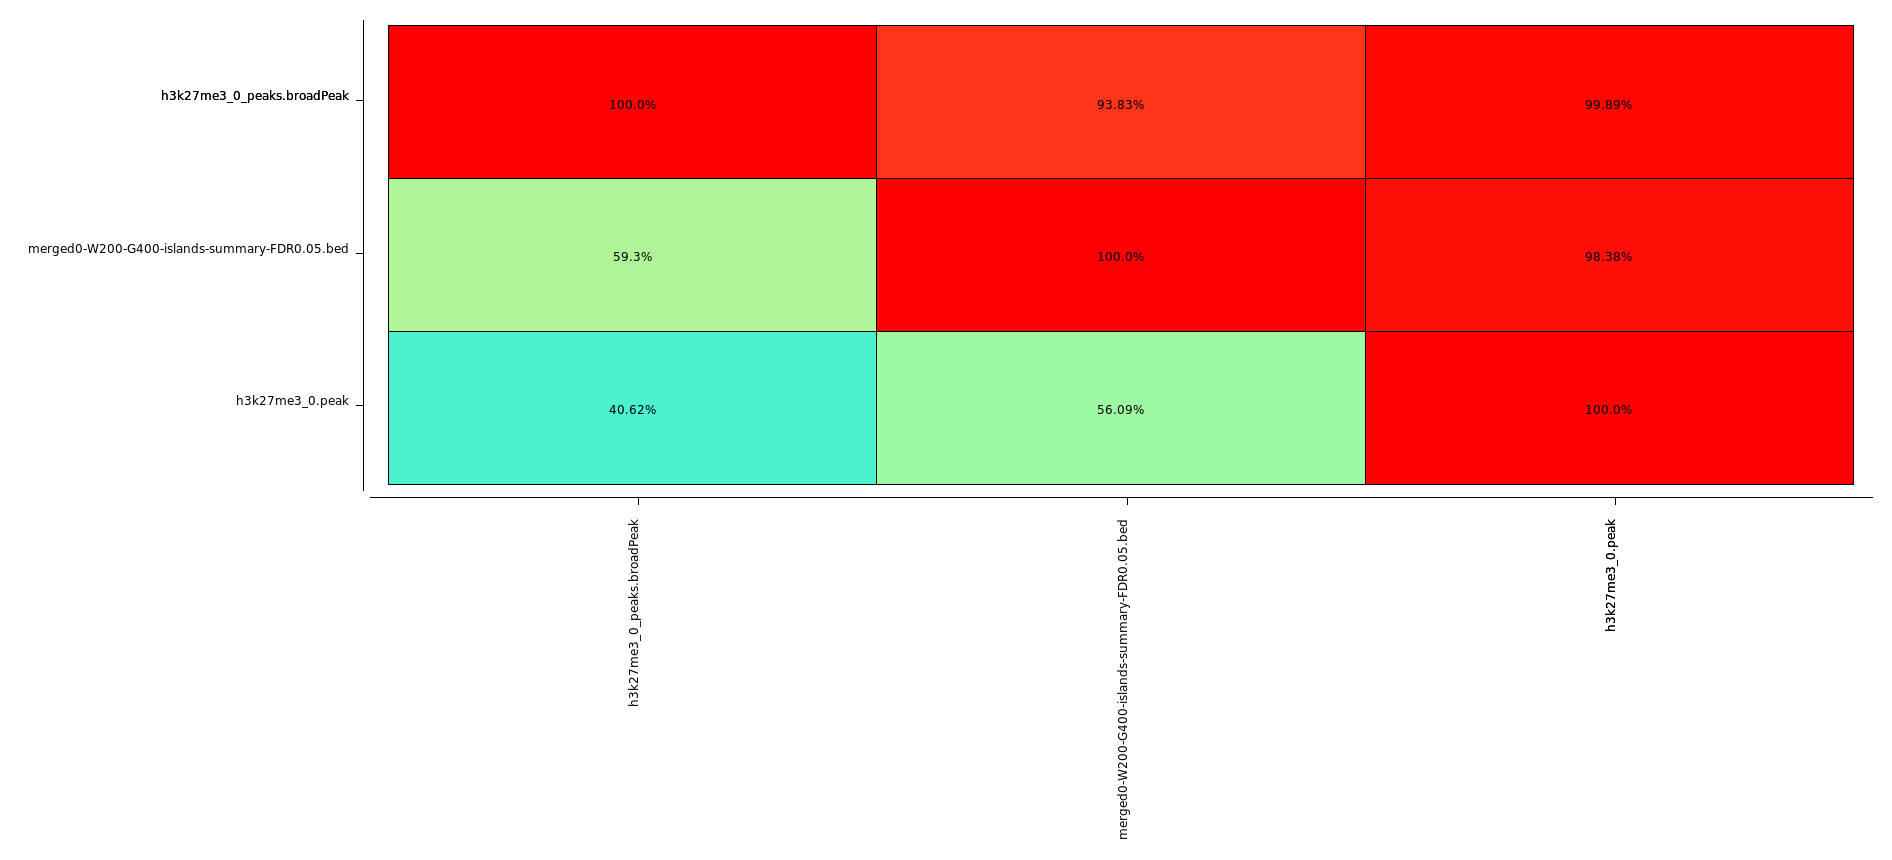 h3k27me3_0_peaks.broadPeak
100.0%
93.83%
99.89%
merged0-W200-G400-islands-summary-FDR0.05.bed
59.3%
100.0%
98.38%
h3k27me3_0.peak
40.62%
56.09%
100.0%
h3k27me3_0_peaks.broadPeak
merged0-W200-G400-islands-summary-FDR0.05.bed
h3k27me3_0.peak